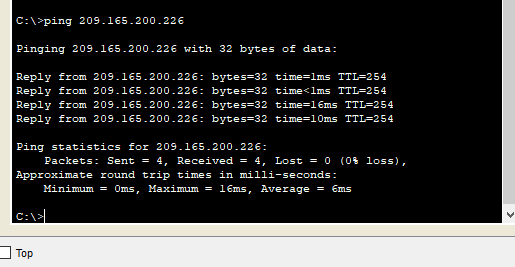 C:\>ping 209.165.200.226
Pinging 209.165.200.226 with 32 bytes of data:
Reply from 209.165.200.226: bytes=32 time=1ms TTL=254
Reply from 209.165.200.226: bytes=32 time<1ms TTL=254
Reply from 209.165.200.226: bytes=32 time=16ms TTL=254
Reply from 209.165.200.226: bytes=32 time=10ms TTL=254
Ping statistics for 209.165.200.226:
    Packets: Sent = 4, Received = 4, Lost = 0 (0% loss),
Approximate round trip times in milli-seconds:
    Minimum = 0ms, Maximum = 16ms, Average = 6ms
C:\>
Top